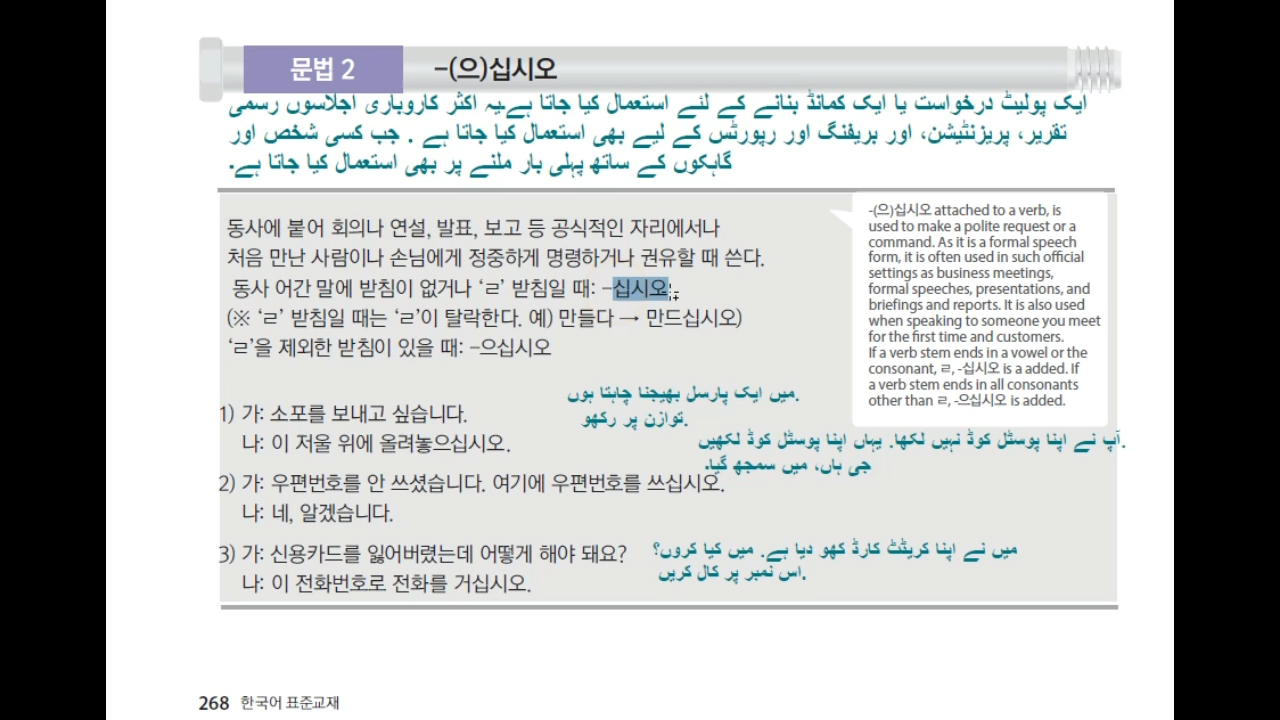 문법 2
-(으)십시오
ایک پولیٹ درخواست یا ایک کمانڈ بنانے کے لئے استعمال کیا جاتا ہے۔یہ اکثر کاروباری اجلاسوں رسمی
تقریر، پریزنٹیشن، اور بریفنگ اور رپورٹس کے لیے بھی استعمال کیا جاتا ہے . جب کسی شخص اور
گاہکوں کے ساتھ پہلی بار ملنے پر بھی استعمال کیا جاتا ہے۔
동사에 붙어 회의나 연설, 발표, 보고 등 공식적인 자리에서나
처음 만난 사람이나 손님에게 정중하게 명령하거나 권유할 때 쓴다.
동사 어간 말에 받침이 없거나 ‘ㄹ’ 받침일 때: -십시오
(※ ‘ㄹ’ 받침일 때는 ‘ㄹ’이 탈락한다. 예) 만들다 → 만드십시오)
‘ㄹ’을 제외한 받침이 있을 때: -으십시오
-(으)십시오 attached to a verb, is
used to make a polite request or a
command. As it is a formal speech
form, it is often used in such official
settings as business meetings,
formal speeches, presentations, and
briefings and reports. It is also used
when speaking to someone you meet
for the first time and customers.
If a verb stem ends in a vowel or the
consonant, ㄹ, -십시오 is a added. If
a verb stem ends in all consonants
other than ㄹ, -으십시오 is added.
میں ایک پارسل بھیجنا چاہتا ہوں.
1) 가: 소포를 보내고 싶습니다.
توازن پر رکھو.
나: 이 저울 위에 올려놓으십시오.
آپ نے اپنا پوسٹل کوڈ نہیں لکھا. یہاں اپنا پوسٹل کوڈ لکھیں.
جی ہاں، میں سمجھ گیا.
2) 가: 우편번호를 안 쓰셨습니다. 여기에 우편번호를 쓰십시오.
나: 네, 알겠습니다.
میں نے اپنا کریڈٹ کارڈ کھو دیا ہے. میں کیا کروں؟
3) 가: 신용카드를 잃어버렸는데 어떻게 해야 돼요?
اس نمبر پر کال کریں.
나: 이 전화번호로 전화를 거십시오.
268 한국어 표준교재